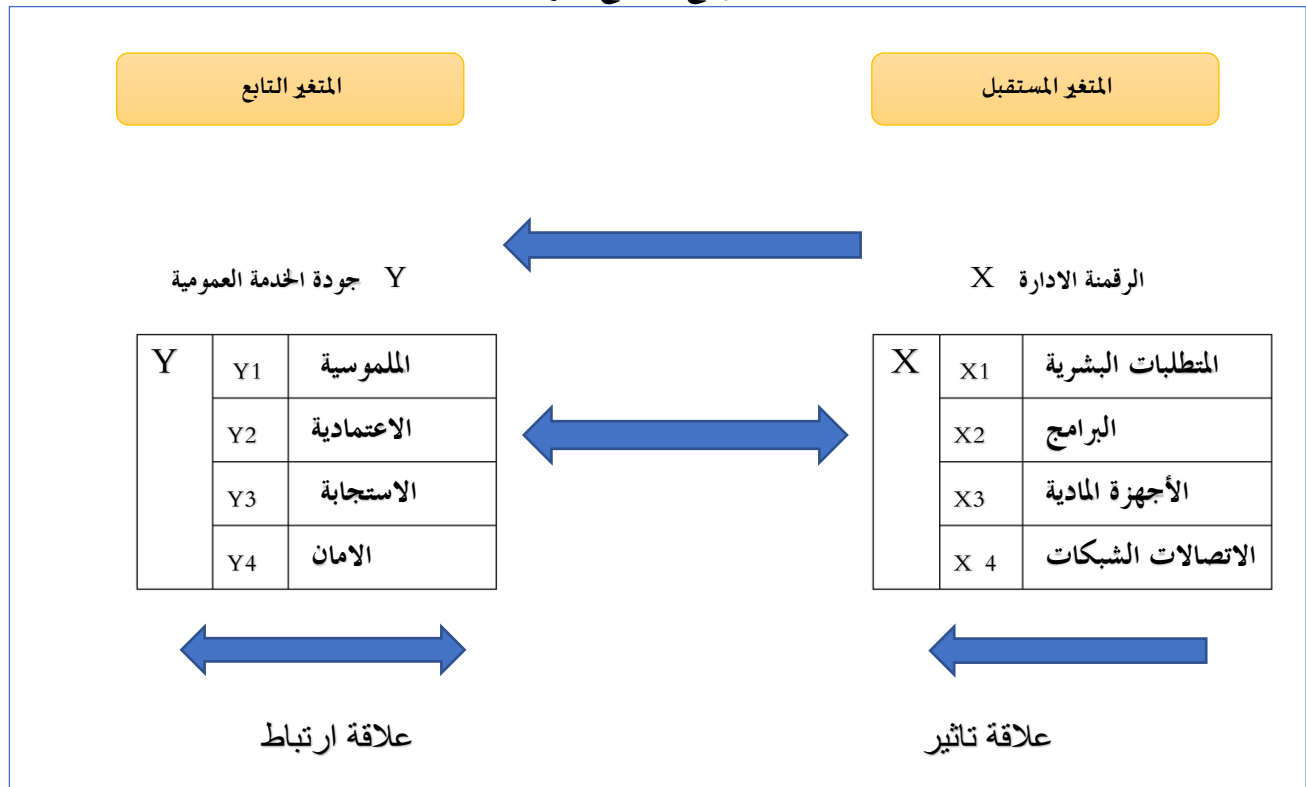 المتغير المستقبل
المتغير التابع
الرقمنة الادارة X
Y جودة الخدمة العمومية
X X1 المتطلبات البشرية
X2 البرامج
X3 الأجهزة المادية
X 4 الاتصالات الشبكات
Y Y1 الملموسية
Y2 الاعتمادية
Y3 الاستجابة
Y4 الامان
علاقة تاثير
علاقة ارتباط